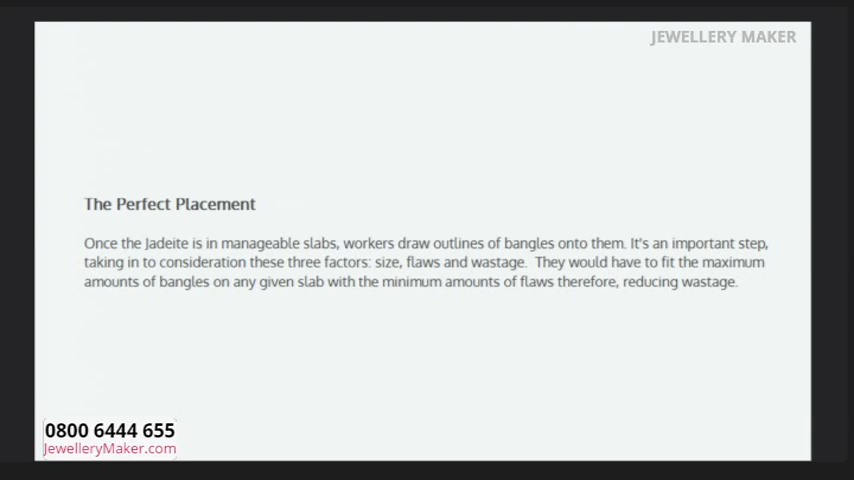 JEWELLERY MAKER
The Perfect Placement
Once the Jadeite is in manageable slabs, workers draw outlines of bangles onto them. It's an important step,
taking in to consideration these three factors: size, flaws and wastage.  They would have to fit the maximum
amounts of bangles on any given slab with the minimum amounts of flaws therefore, reducing wastage.
0800 6444 655
JewelleryMaker.com